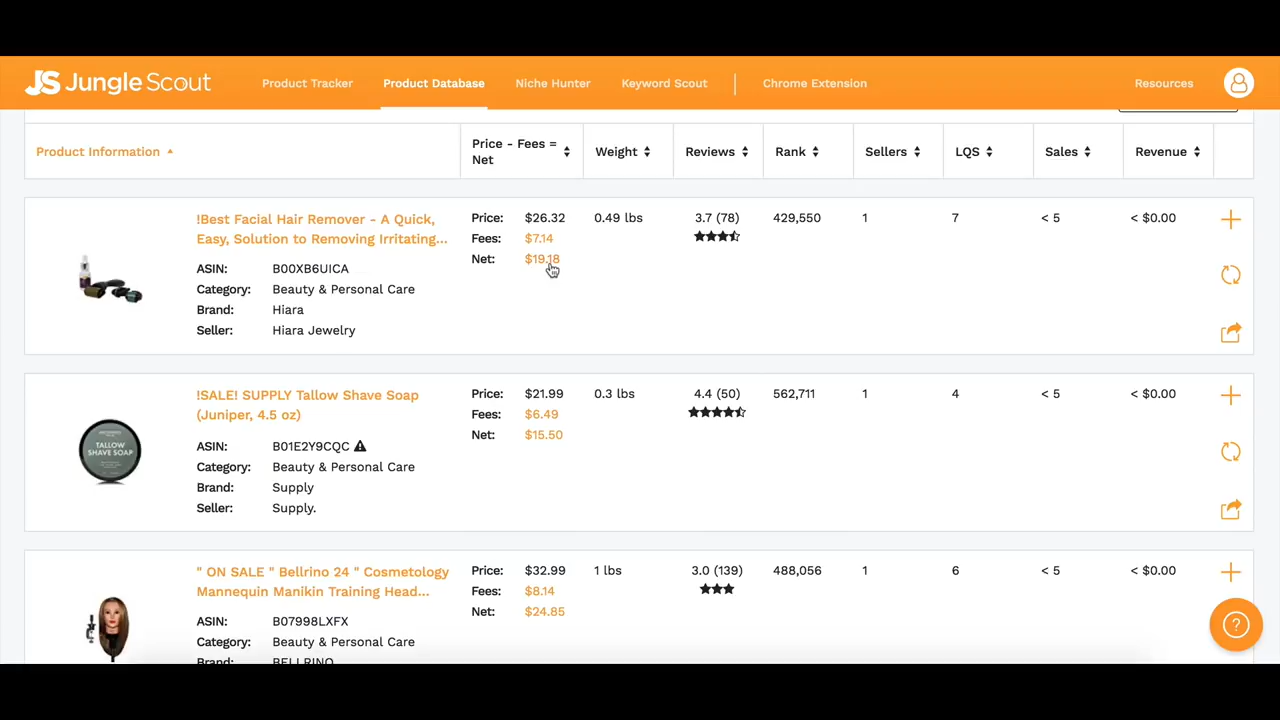 JS Jungle Scout
Product Tracker
Product Database
Niche Hunter
Keyword Scout
Chrome Extension
Resources
Product Information
Price - Fees =
Net
Weight
Reviews
Rank
Sellers
LQS
Sales
Revenue
!Best Facial Hair Remover - A Quick,
Easy, Solution to Removing Irritating...
ASIN: B00XB6UICA
Category: Beauty & Personal Care
Brand: Hiara
Seller: Hiara Jewelry
Price: $26.32
Fees: $7.14
Net: $19.18
0.49 lbs
3.7 (78)
429,550
1
7
< 5
< $0.00
TALLOW
SHAVE SOAP
!SALE! SUPPLY Tallow Shave Soap
(Juniper, 4.5 oz)
ASIN: B01E2Y9CQC
Category: Beauty & Personal Care
Brand: Supply
Seller: Supply.
Price: $21.99
Fees: $6.49
Net: $15.50
0.3 lbs
4.4 (50)
562,711
1
4
< 5
< $0.00
" ON SALE " Bellrino 24 " Cosmetology
Mannequin Manikin Training Head...
ASIN: B07998LXFX
Category: Beauty & Personal Care
Brand: BELLRINO
Price: $32.99
Fees: $8.14
Net: $24.85
1 lbs
3.0 (139)
488,056
1
6
< 5
< $0.00
?